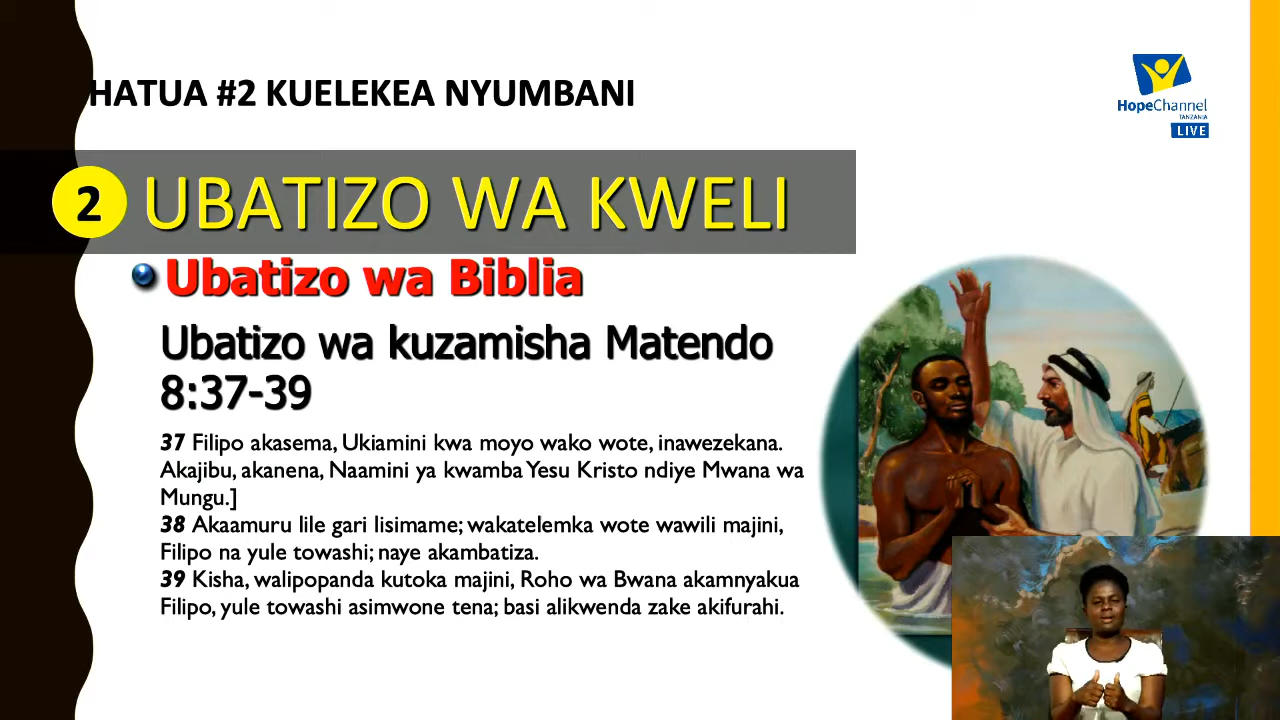 HATUA #2 KUELEKEA NYUMBANI
HopeChannel
TANZANIA
LIVE
2 UBATIZO WA KWELI
Ubatizo wa Biblia
Ubatizo wa kuzamisha Matendo
8:37-39
37 Filipo akasema, Ukiamini kwa moyo wako wote, inawezekana.
Akajibu, akanena, Naamini ya kwamba Yesu Kristo ndiye Mwana wa
Mungu.]
38 Akaamuru lile gari lisimame; wakatelemka wote wawili majini,
Filipo na yule towashi; naye akambatiza.
39 Kisha, walipopanda kutoka majini, Roho wa Bwana akamnyakua
Filipo, yule towashi asimwone tena; basi alikwenda zake akifurahi.